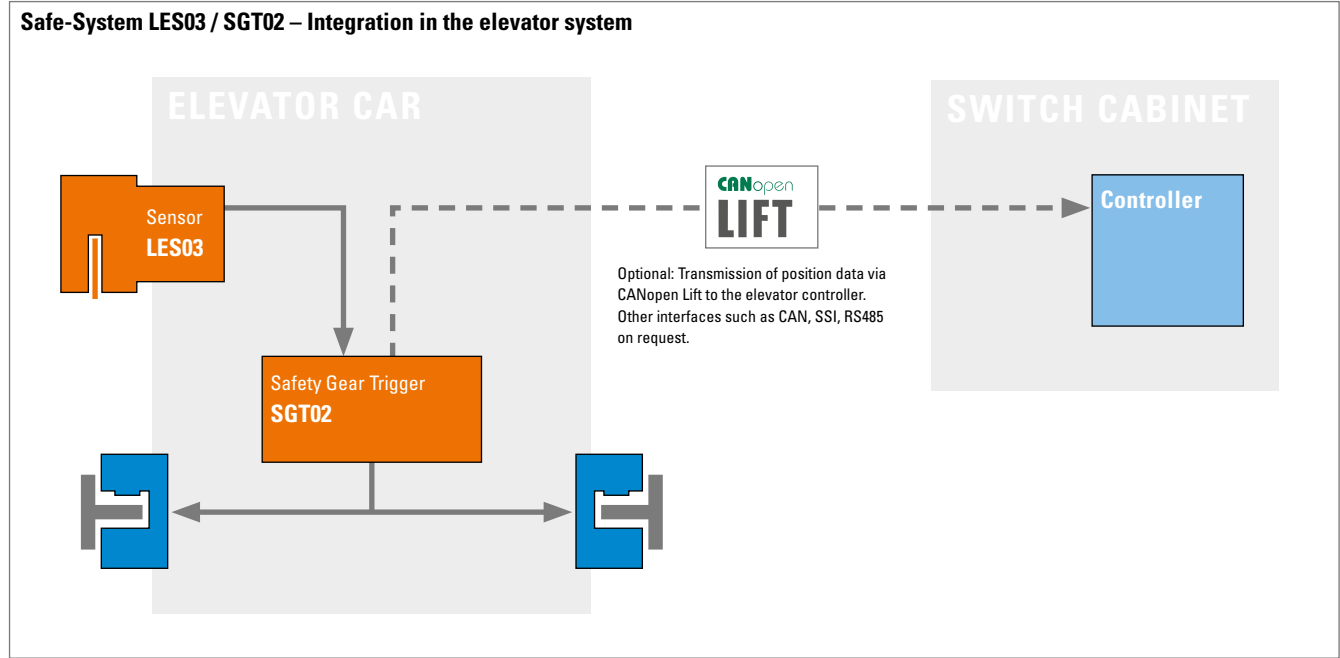 Safe-System LES03 / SGT02 – Integration in the elevator system
ELEVATOR CAR
SWITCH CABINET
Sensor
LES03
CANopen
LIFT
Controller
Optional: Transmission of position data via
CANopen Lift to the elevator controller.
Other interfaces such as CAN, SSI, RS485
on request.
Safety Gear Trigger
SGT02